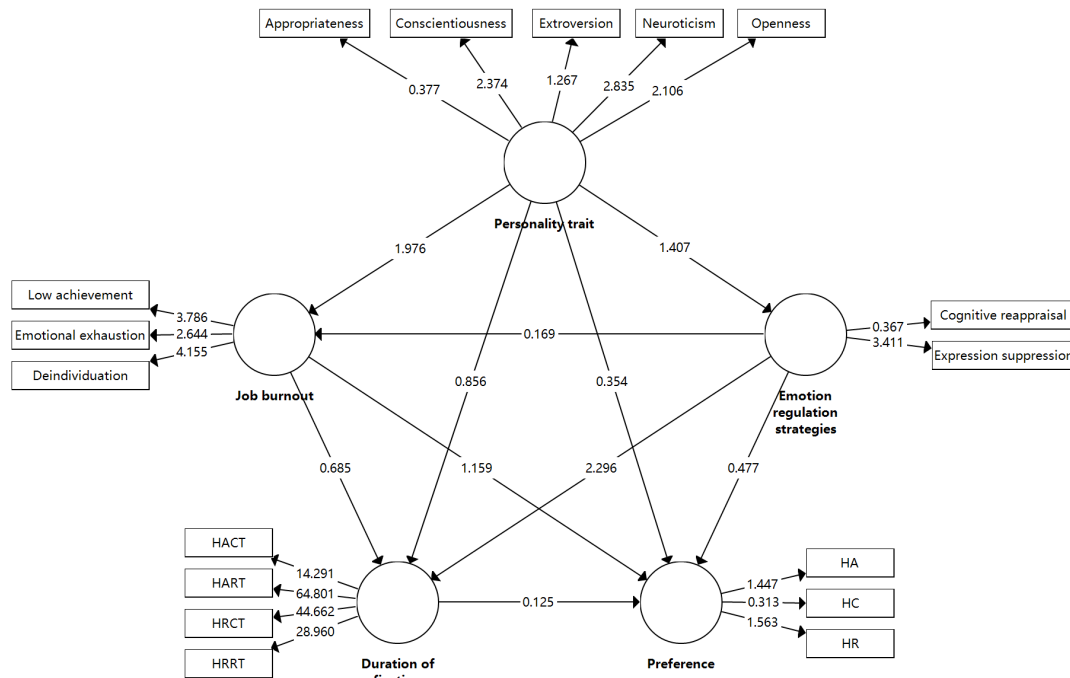 Appropriateness
Conscientiousness
Extroversion
Neuroticism
Openness
0.377
2.374
1.267
2.835
2.106
Personality trait
1.976
1.407
Low achievement
Emotional exhaustion
Deindividuation
3.786
2.644
4.155
Job burnout
0.169
0.367
3.411
Cognitive reappraisal
Expression suppression
Emotion
regulation
strategies
0.856
0.354
0.685
1.159
2.296
0.477
HACT
HART
HRCT
HRRT
14.291
64.801
44.662
28.960
Duration of
0.125
Preference
1.447
0.313
1.563
HA
HC
HR